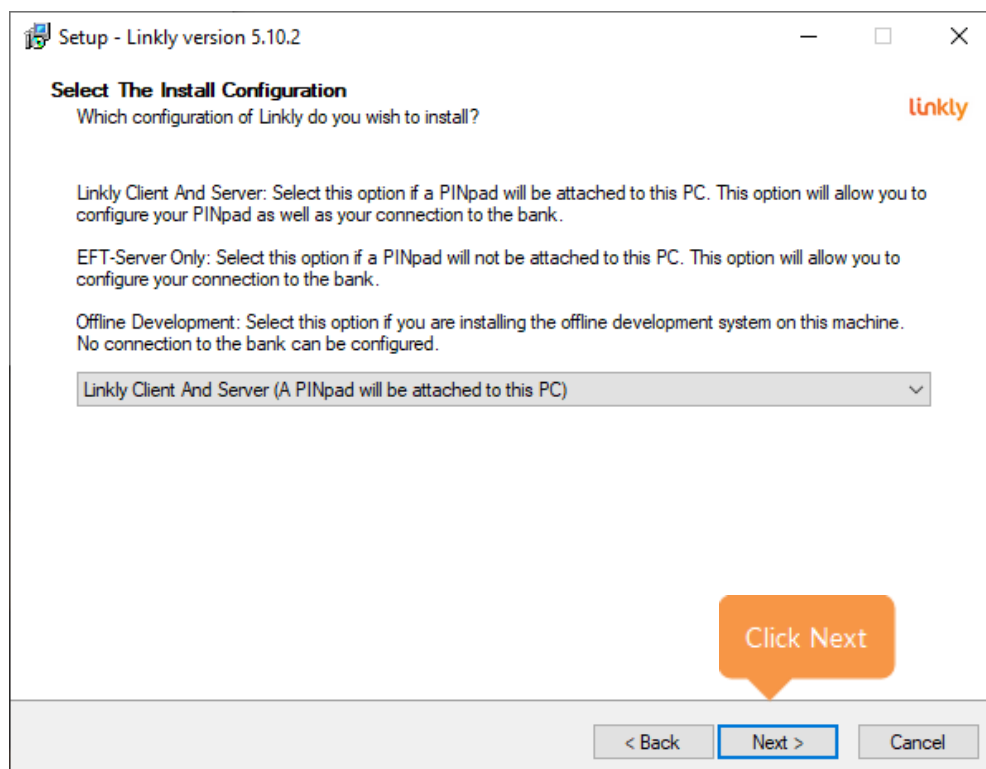 Setup - Linkly version 5.10.2
Select The Install Configuration
Which configuration of Linkly do you wish to install?
linkly
Linkly Client And Server: Select this option if a PINpad will be attached to this PC. This option will allow you to
configure your PINpad as well as your connection to the bank.
EFT-Server Only: Select this option if a PINpad will not be attached to this PC. This option will allow you to
configure your connection to the bank.
Offline Development: Select this option if you are installing the offline development system on this machine.
No connection to the bank can be configured.
Linkly Client And Server (A PINpad will be attached to this PC)
Click Next
< Back
Next >
Cancel